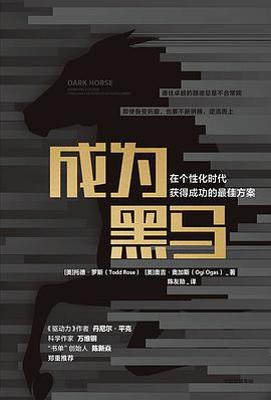 DARK HORSE
通往卓越的路途总是不合常规
即使备受折磨，也要不断拼搏，逆流而上
成为
黑马
在个性化时代
获得成功的最佳方案
[美]托德·罗斯（Todd Rose） [美]奥吉·奥加斯（Ogi Ogas）_著
陈友勋_译
《驱动力》作者 丹尼尔·平克
科学作家 万维钢
“书单”创始人 陈新焱
郑重推荐